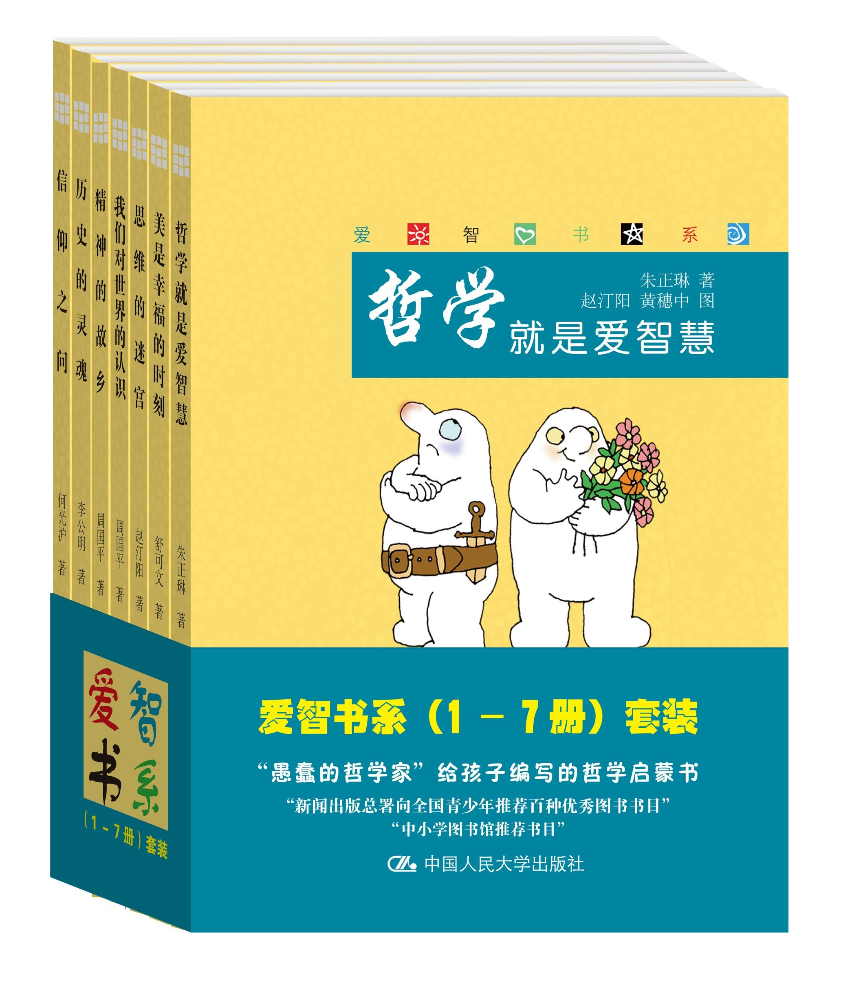 信仰之问
何光沪 著
历史的灵魂
李公明 著
精神的故乡
周国平 著
我们对世界的认识
周国平 著
思维的迷宫
赵汀阳 著
美是幸福的时刻
舒可文 著
哲学就是爱智慧
朱正琳 著
爱智书系
朱正琳 著
赵汀阳 黄穗中 图
哲学就是爱智慧
爱智书系（1－7册）套装
“愚蠢的哲学家”给孩子编写的哲学启蒙书
“新闻出版总署向全国青少年推荐百种优秀图书书目”
“中小学图书馆推荐书目”
中国人民大学出版社
爱智
书系
（1－7册）套装